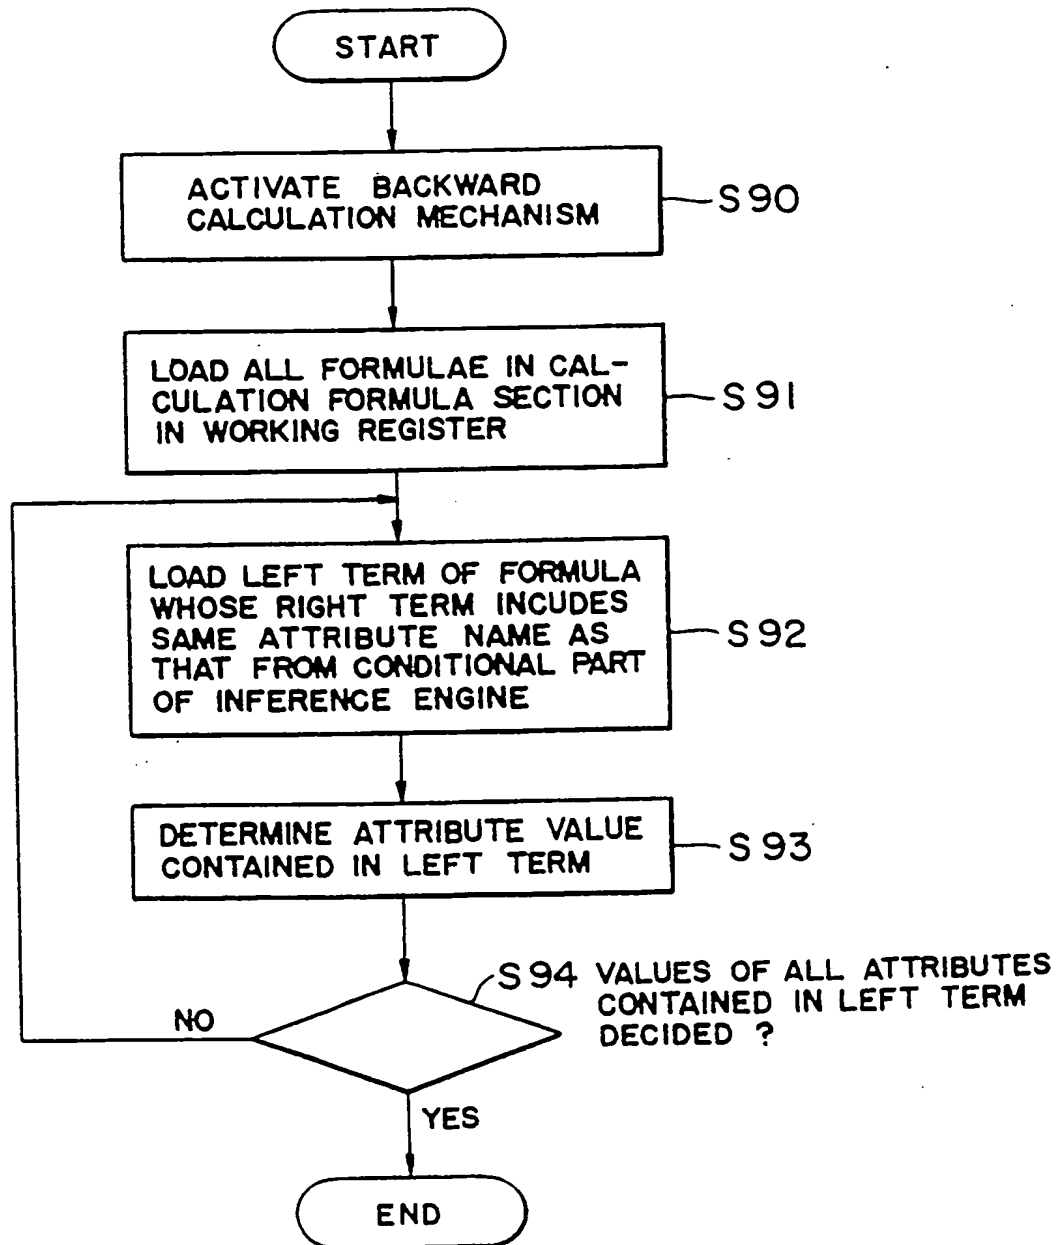 START
ACTIVATE BACKWARD
CALCULATION MECHANISM
S90
LOAD ALL FORMULAE IN CAL-
CULATION FORMULA SECTION
IN WORKING REGISTER
S91
LOAD LEFT TERM OF FORMULA
WHOSE RIGHT TERM INCUDES
SAME ATTRIBUTE NAME AS
THAT FROM CONDITIONAL PART
OF INFERENCE ENGINE
S92
DETERMINE ATTRIBUTE VALUE
CONTAINED IN LEFT TERM
S93
S94 VALUES OF ALL ATTRIBUTES
CONTAINED IN LEFT TERM
DECIDED ?
NO
YES
END